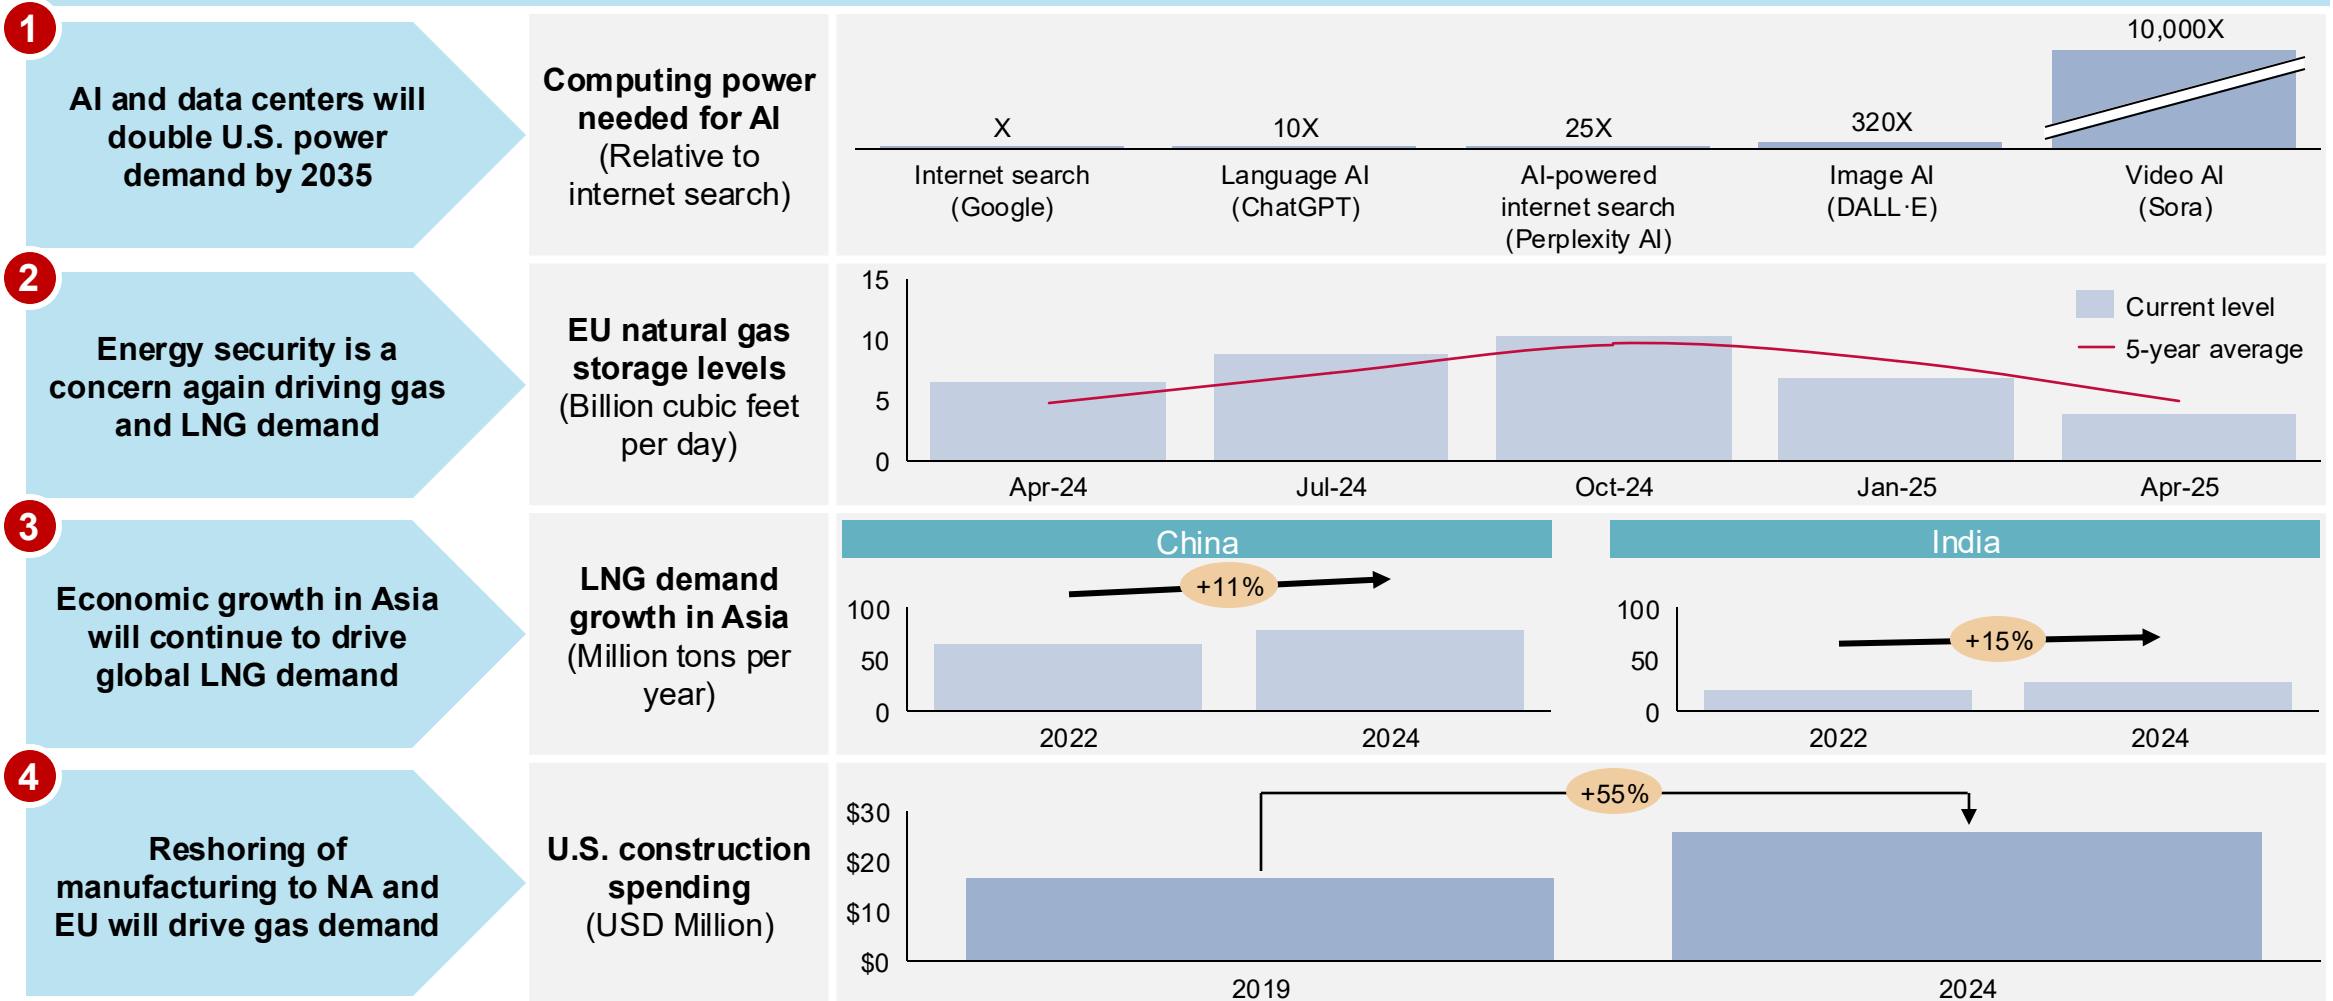 1
AI and data centers will
double U.S. power
demand by 2035
Computing power
needed for AI
(Relative to
internet search)
X
10X
25X
320X
10,000X
Internet search
(Google)
Language AI
(ChatGPT)
AI-powered
internet search
(Perplexity AI)
Image AI
(DALL·E)
Video AI
(Sora)
2
Energy security is a
concern again driving gas
and LNG demand
EU natural gas
storage levels
(Billion cubic feet
per day)
15
10
5
0
Current level
5-year average
Apr-24
Jul-24
Oct-24
Jan-25
Apr-25
3
Economic growth in Asia
will continue to drive
global LNG demand
LNG demand
growth in Asia
(Million tons per
year)
China
+11%
100
50
0
2022
2024
India
+15%
100
50
0
2022
2024
4
Reshoring of
manufacturing to NA and
EU will drive gas demand
U.S. construction
spending
(USD Million)
+55%
$30
$20
$10
$0
2019
2024